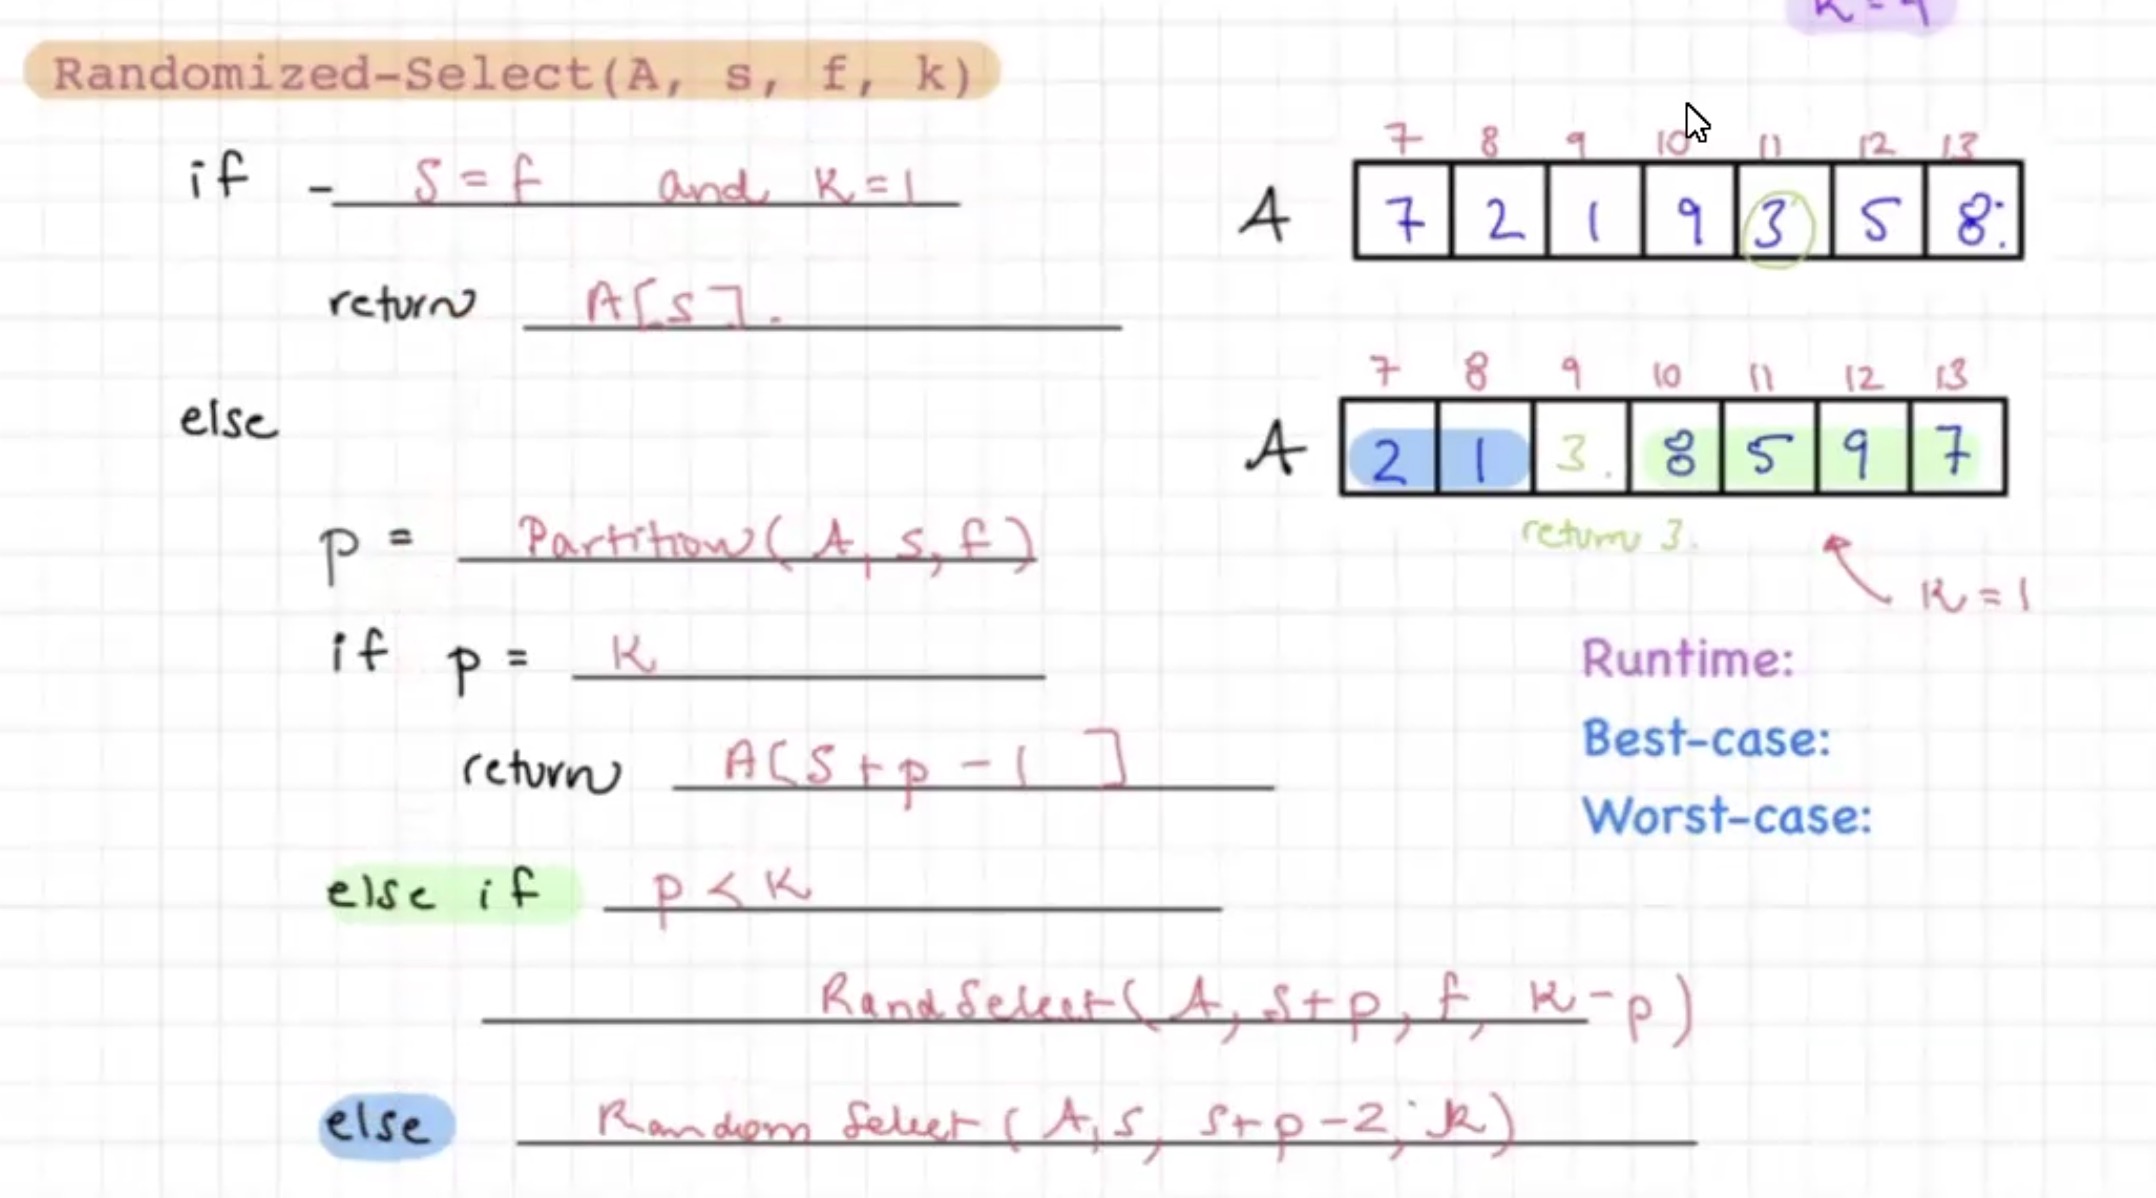 K=4
Randomized-Select(A, s, f, k)
if s = f and K=1
return A[s].
else
p = Partition( A, s, f )
if p = K
return A[S + p - 1 ]
else if p < K
RandSelect( A, s+p, f, K-p )
else Random Select ( A, s, s+p-2, k )
7 8 9 10 11 12 13
A 7 2 1 9 3 5 8
7 8 9 10 11 12 13
A 2 1 3. 8 5 9 7
return 3.
K = 1
Runtime:
Best-case:
Worst-case: